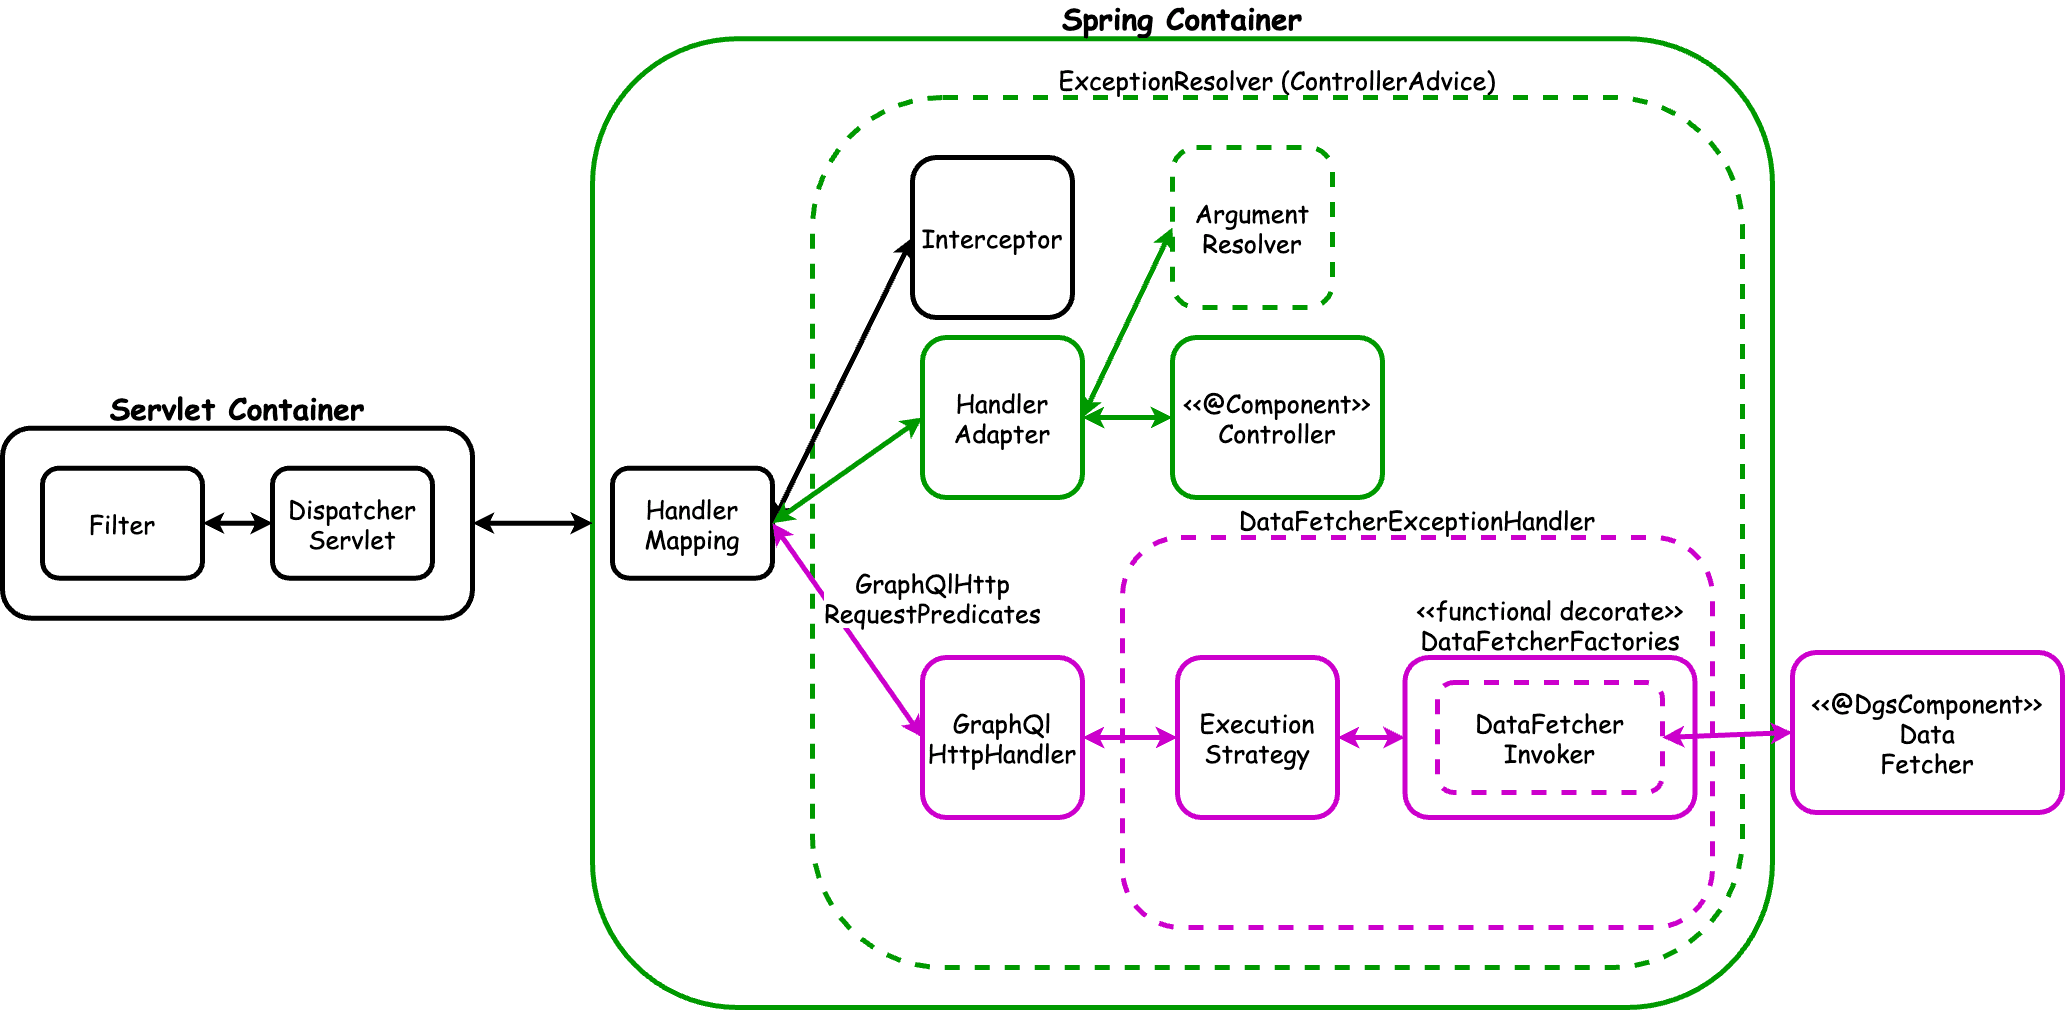 Spring Container
ExceptionResolver (ControllerAdvice)
Interceptor
Argument
Resolver
Handler
Adapter
<<@Component>>
Controller
Servlet Container
Filter
Dispatcher
Servlet
Handler
Mapping
DataFetcherExceptionHandler
GraphQlHttp
RequestPredicates
<<functional decorate>>
DataFetcherFactories
GraphQl
HttpHandler
Execution
Strategy
DataFetcher
Invoker
<<@DgsComponent>>
Data
Fetcher